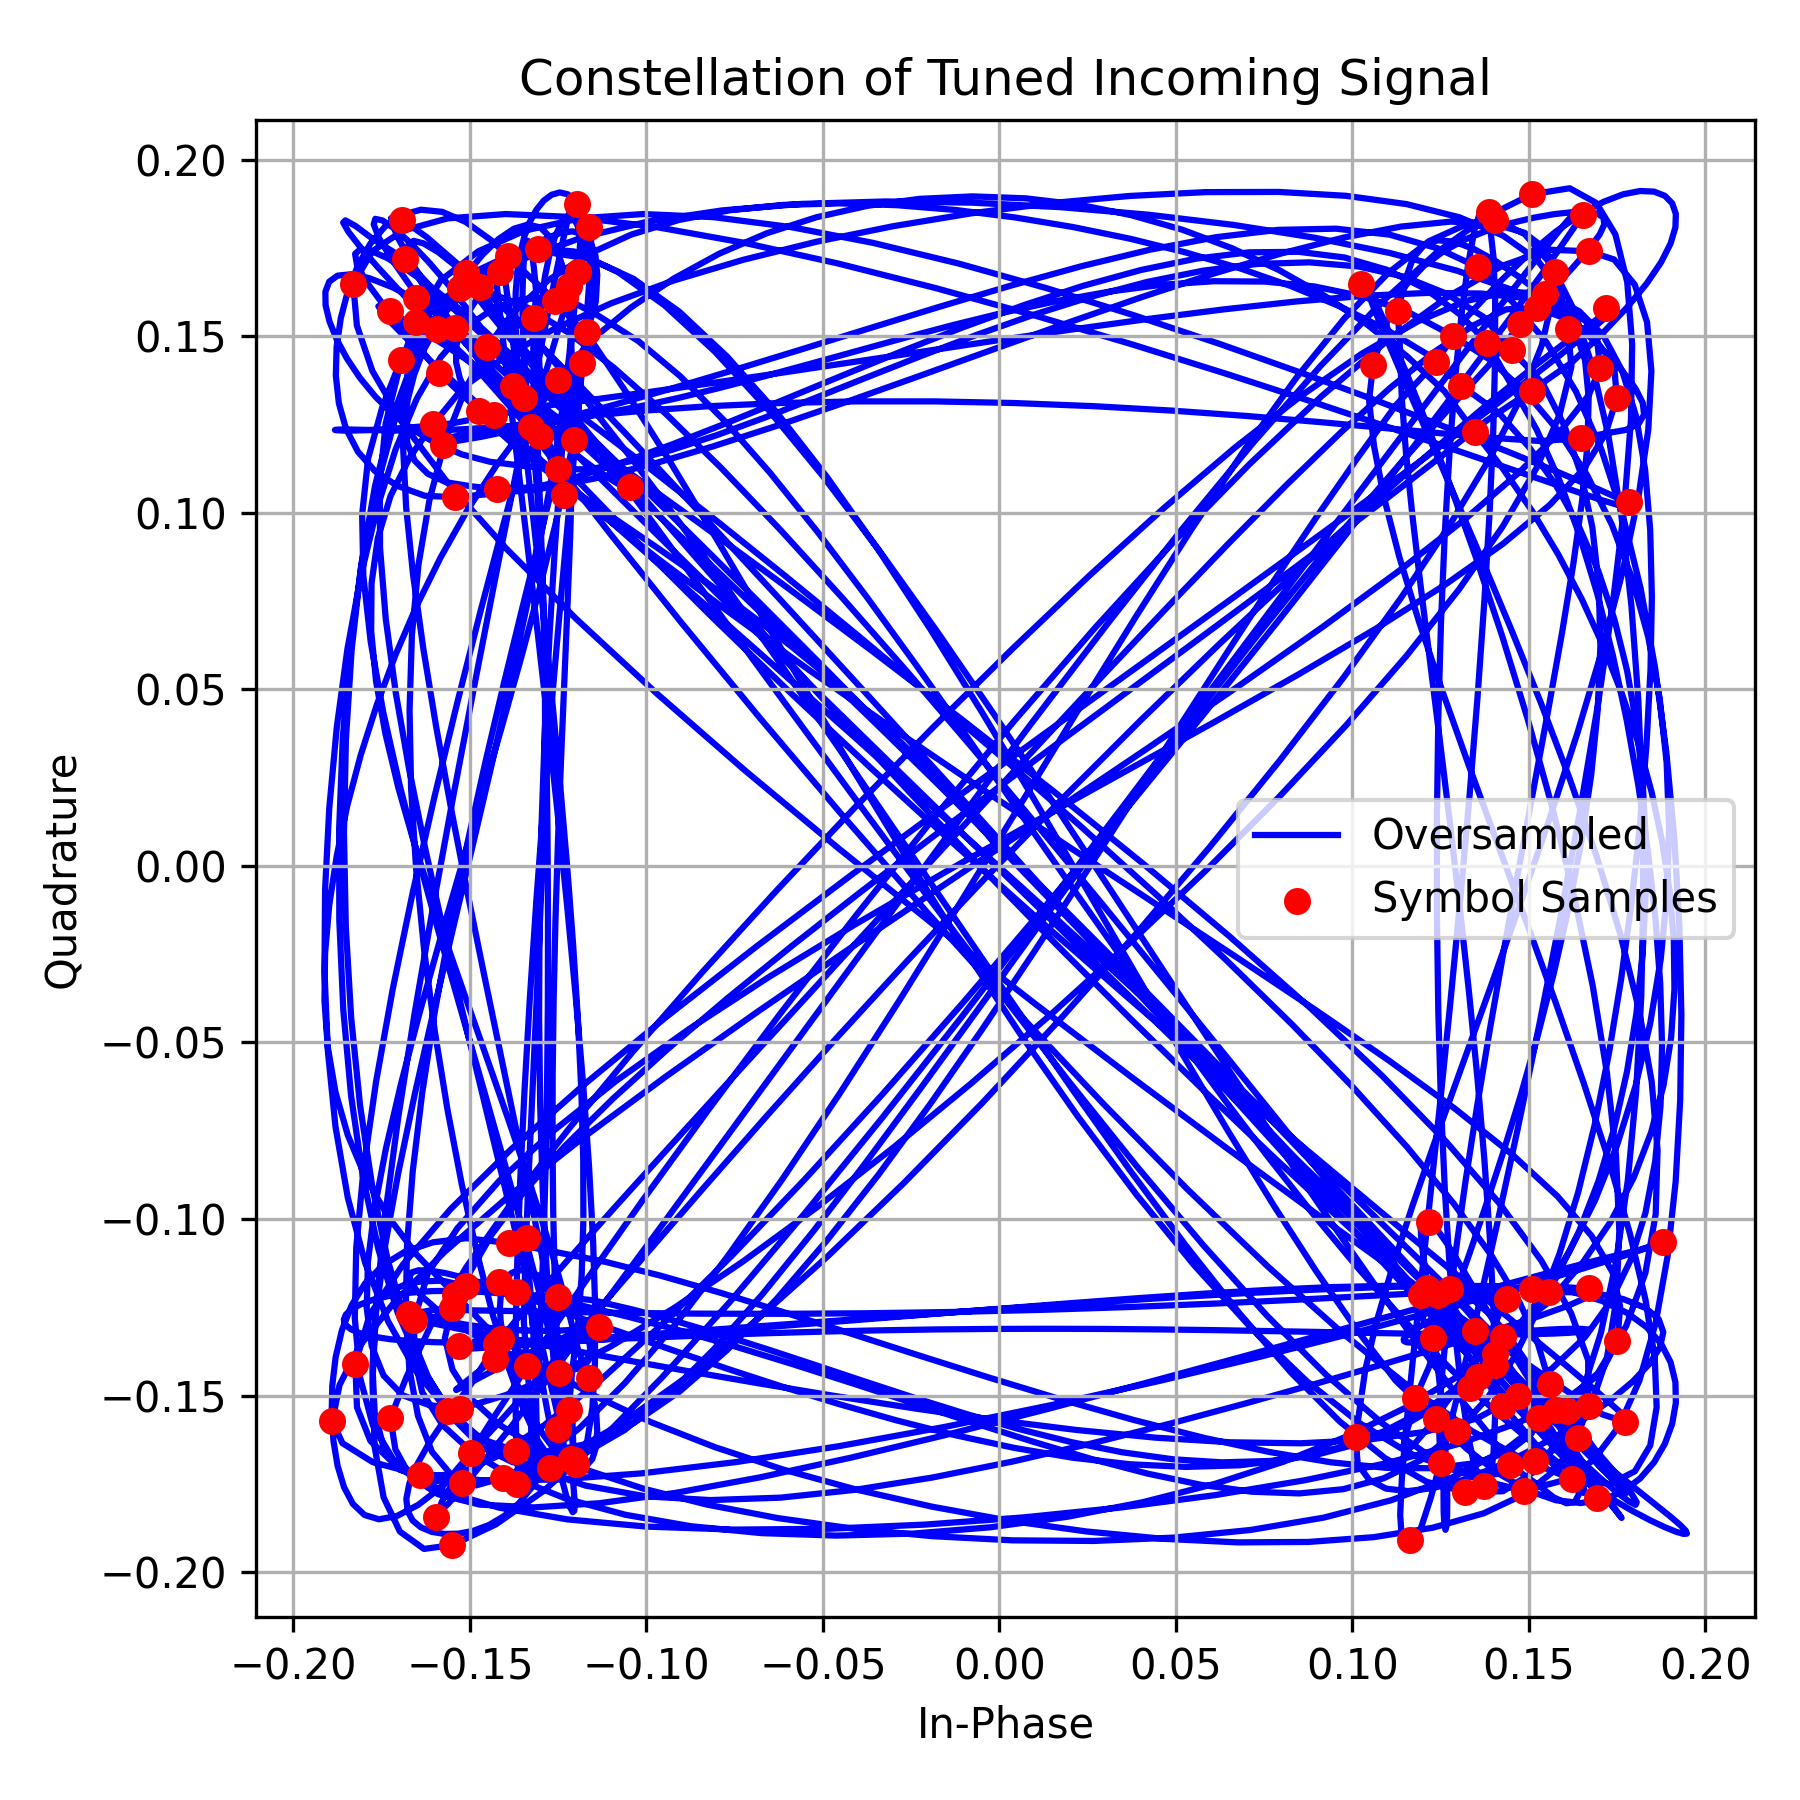 Constellation of Tuned Incoming Signal
0.20
0.15
0.10
0.05
0.00
−0.05
−0.10
−0.15
−0.20
Quadrature
Oversampled
Symbol Samples
−0.20 −0.15 −0.10 −0.05 0.00 0.05 0.10 0.15 0.20
In-Phase